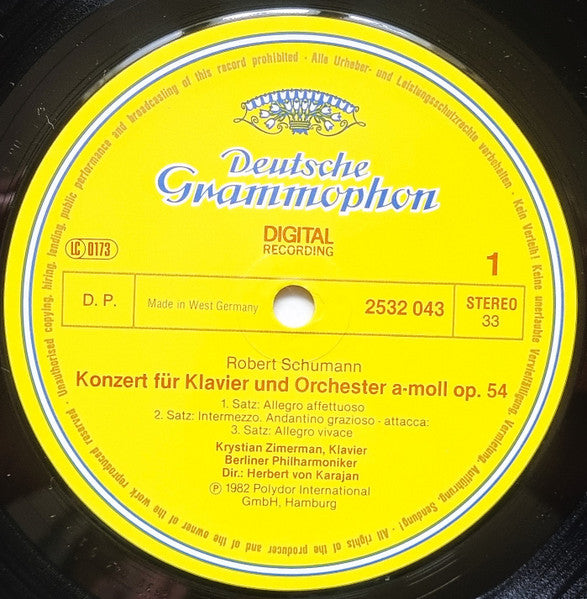 Deutsche
Grammophon
DIGITAL
RECORDING
LC 0173
1
D. P.
Made in West Germany
2532 043
STEREO
33
Robert Schumann
Konzert für Klavier und Orchester a-moll op. 54
1. Satz: Allegro affettuoso
2. Satz: Intermezzo. Andantino grazioso - attacca:
3. Satz: Allegro vivace
Krystian Zimerman, Klavier
Berliner Philharmoniker
Dir.: Herbert von Karajan
Ⓟ 1982 Polydor International
GmbH, Hamburg
Alle Urheber- und Leistungsschutzrechte vorbehalten · Kein Verleih! Keine unerlaubte Vervielfältigung, Vermietung, Aufführung, Sendung! · All rights of the producer and of the owner of the work reproduced reserved · Unauthorised copying, hiring, lending, public performance and broadcasting of this record prohibited ·